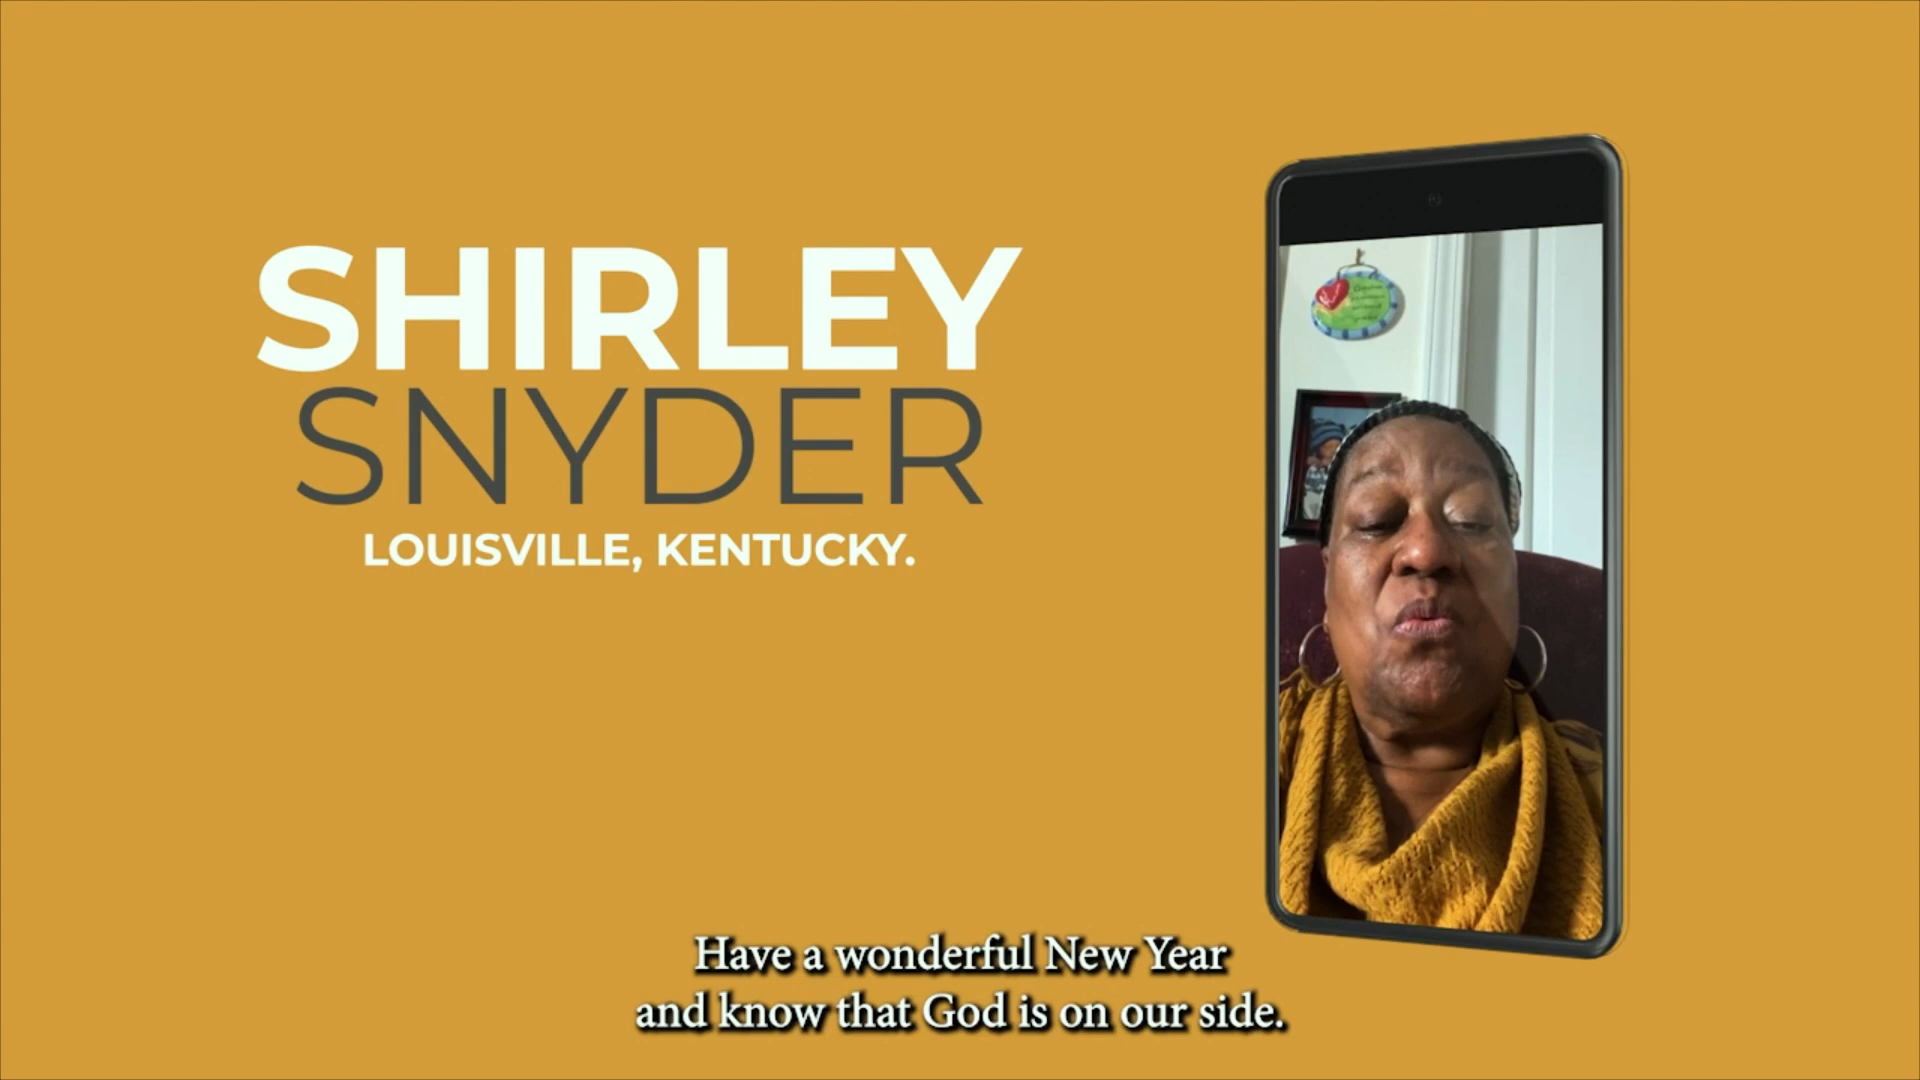 SHIRLEY
SNYDER
LOUISVILLE, KENTUCKY.
Have a wonderful New Year
and know that God is on our side.